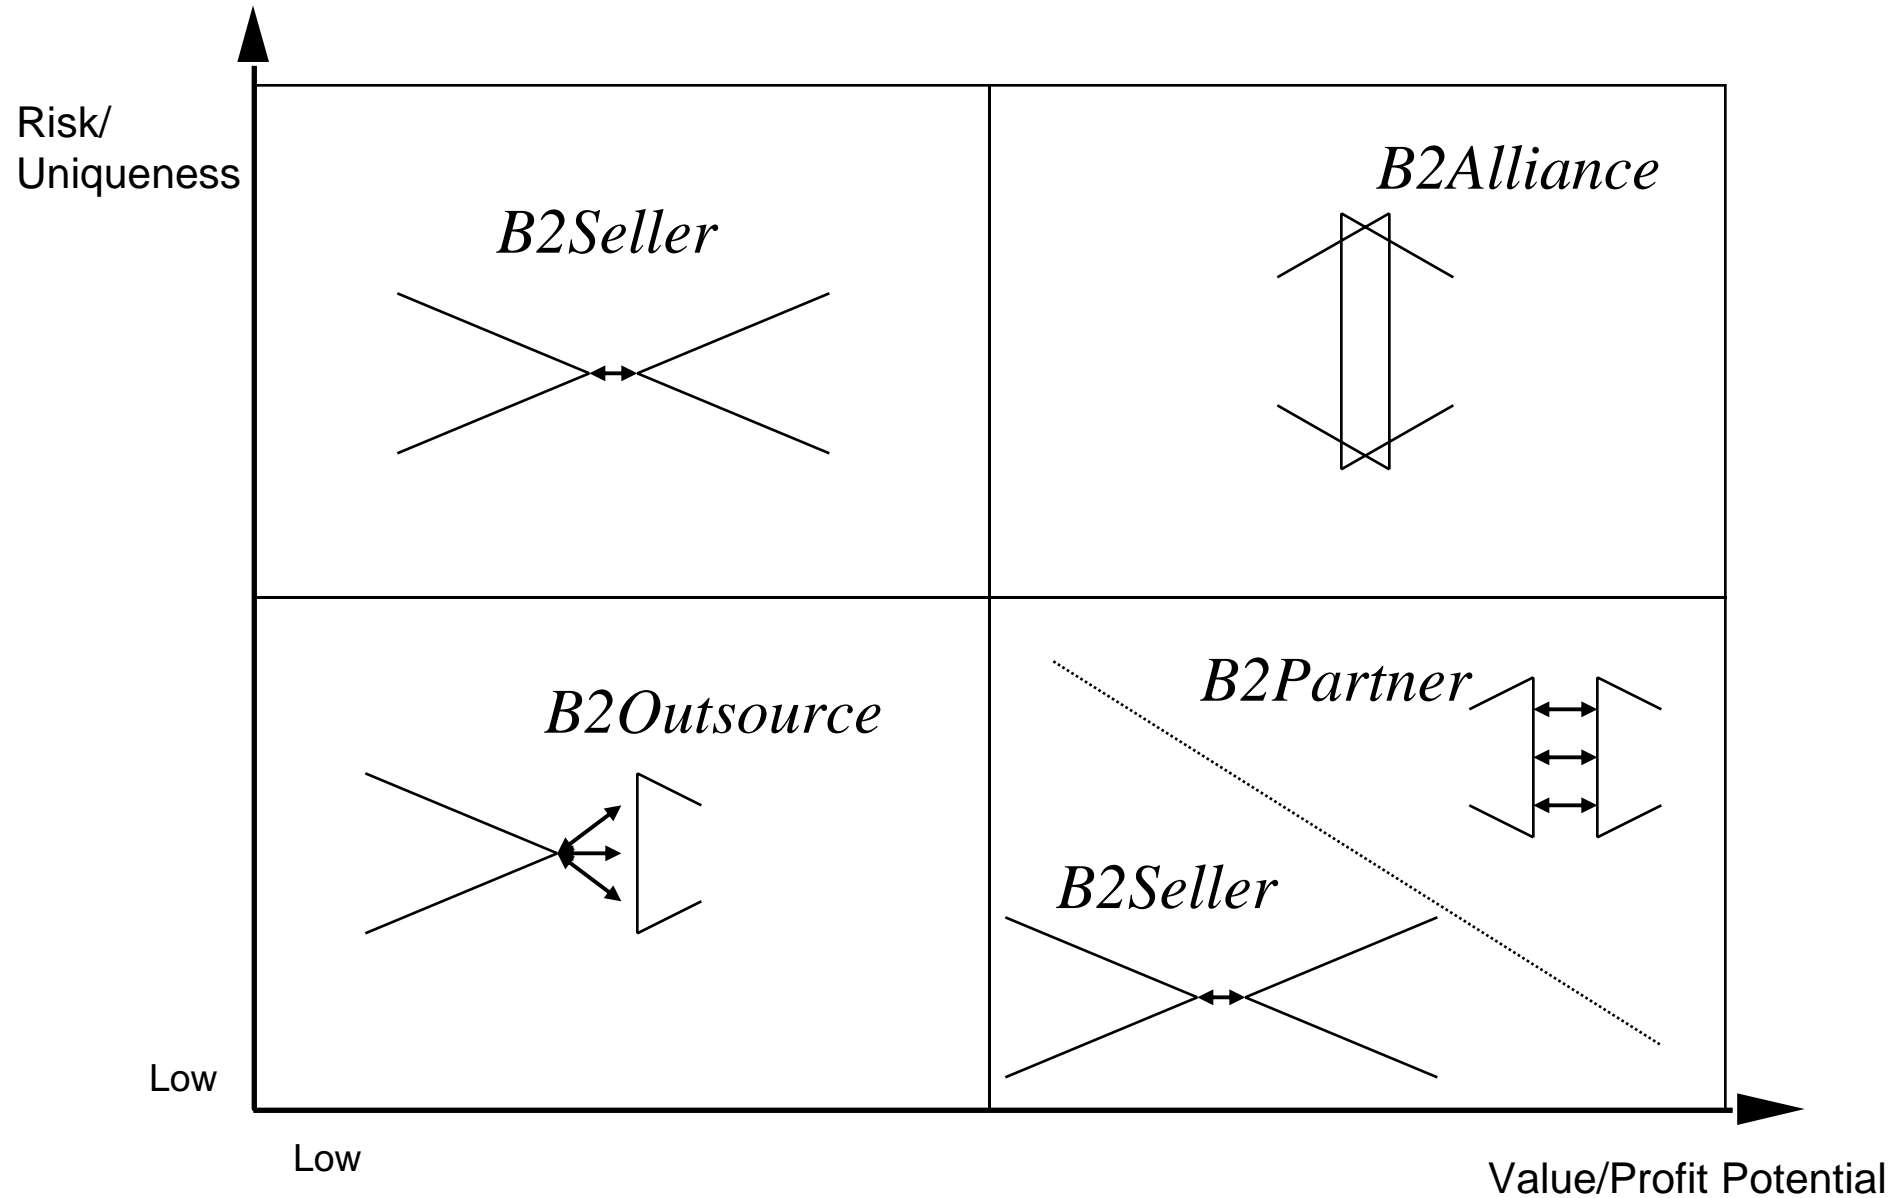 Risk/
Uniqueness
B2Alliance
B2Seller
B2Partner
B2Outsource
B2Seller
Low
Low
Value/Profit Potential